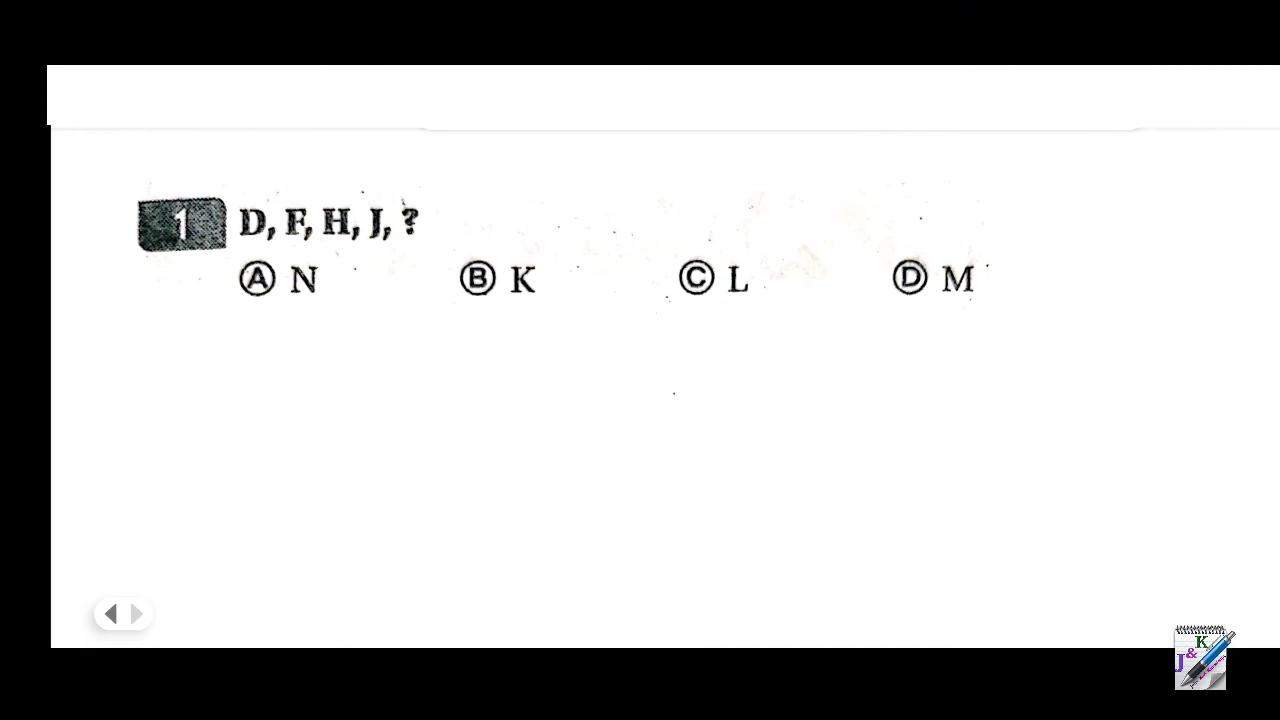 1 D, F, H, J, ?
Ⓐ N Ⓑ K Ⓒ L Ⓓ M
J & K